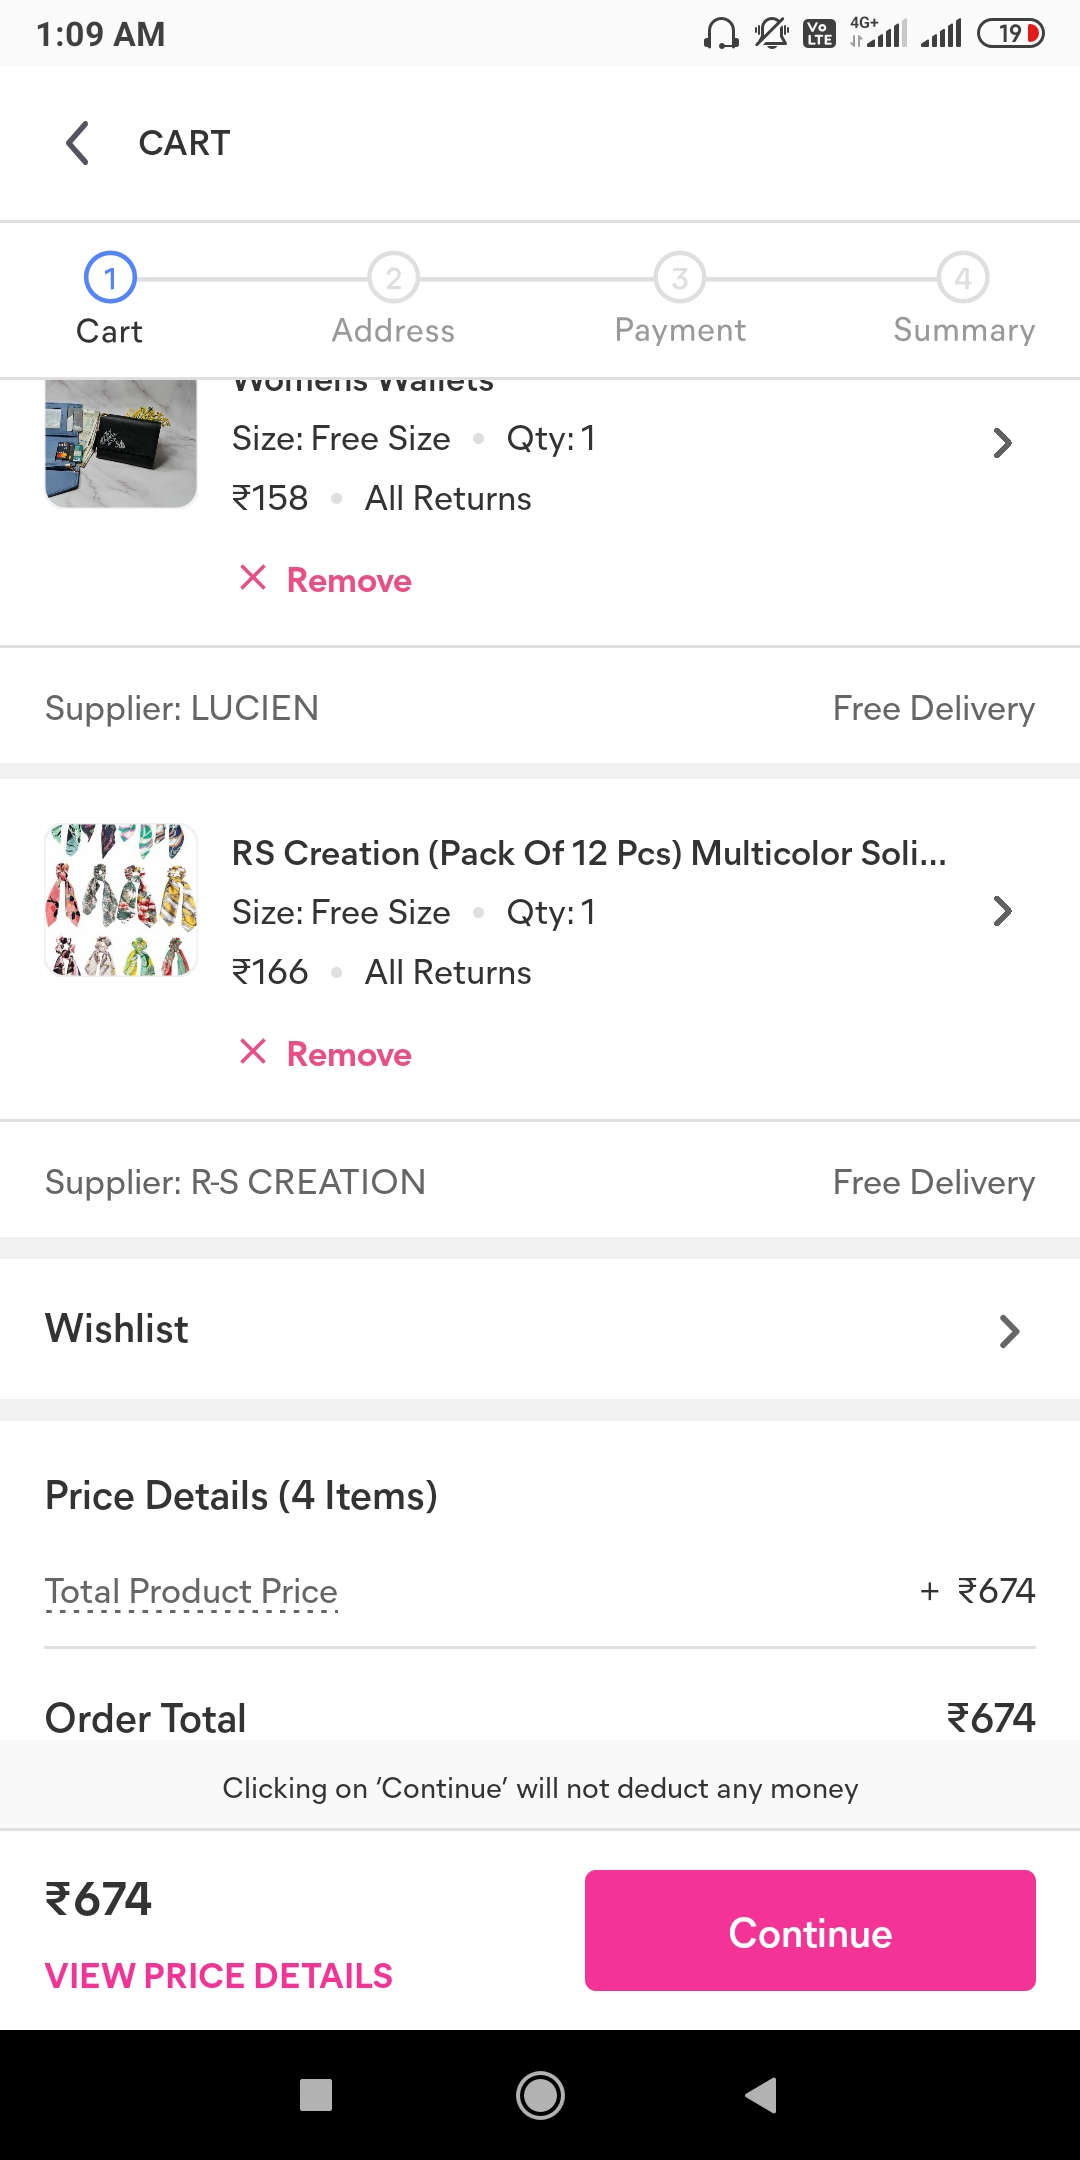 1:09 AM
Vo LTE
4G+
19
CART
1
2
3
4
Cart
Address
Payment
Summary
Womens Wallets
Size: Free Size • Qty: 1
₹158 • All Returns
Remove
Supplier: LUCIEN
Free Delivery
RS Creation (Pack Of 12 Pcs) Multicolor Soli...
Size: Free Size • Qty: 1
₹166 • All Returns
Remove
Supplier: R-S CREATION
Free Delivery
Wishlist
Price Details (4 Items)
Total Product Price
+ ₹674
Order Total
₹674
Clicking on ‘Continue’ will not deduct any money
₹674
VIEW PRICE DETAILS
Continue